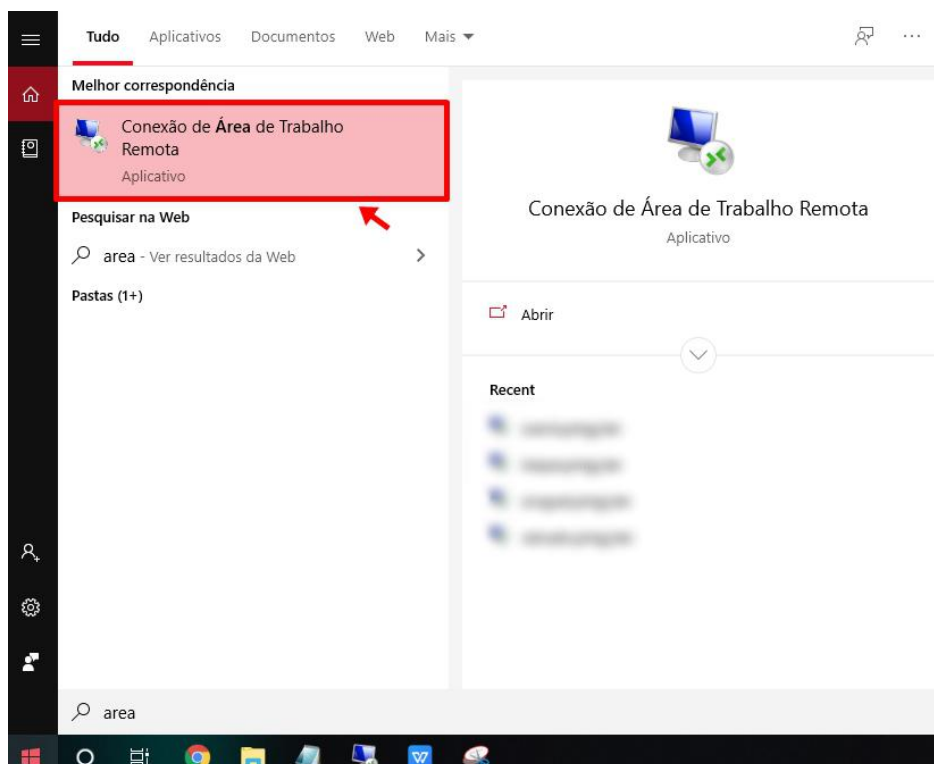 Tudo Aplicativos Documentos Web Mais
Melhor correspondência
Conexão de Área de Trabalho
Remota
Aplicativo
Pesquisar na Web
area - Ver resultados da Web
Pastas (1+)
Conexão de Área de Trabalho Remota
Aplicativo
Abrir
Recent
area